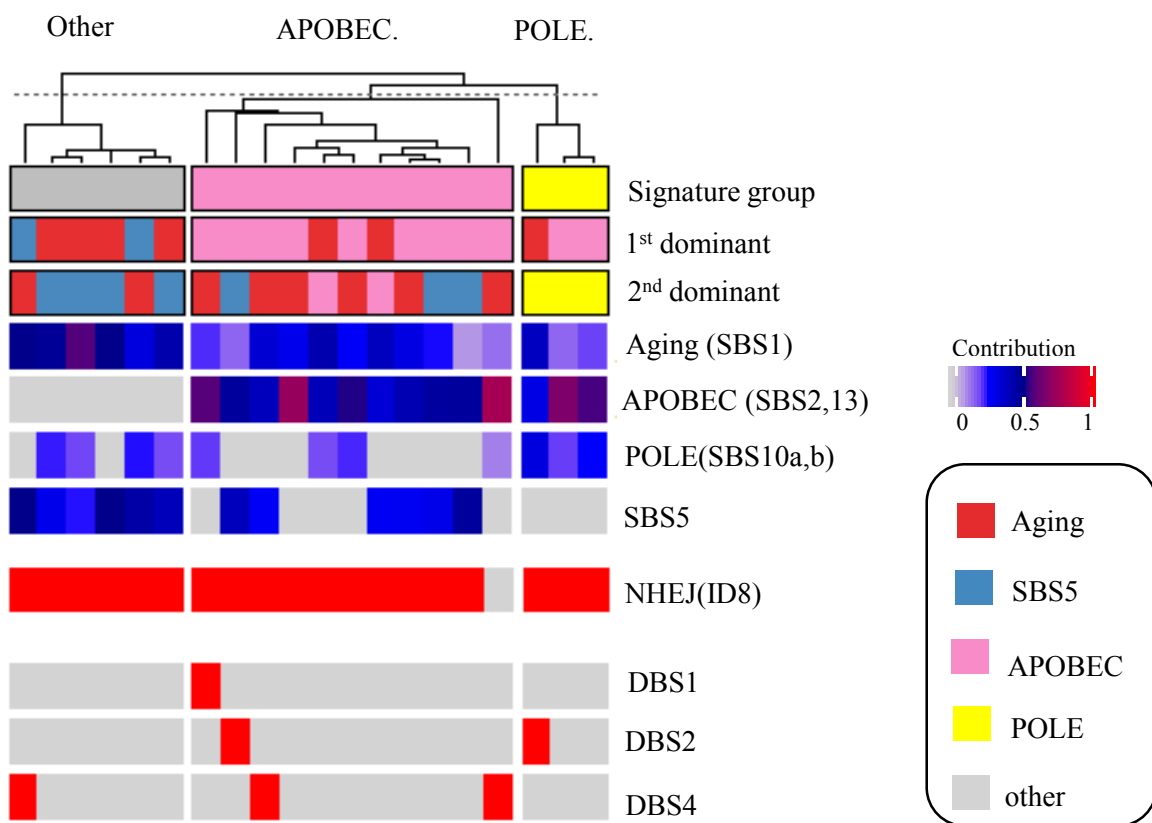 Other APOBEC. POLE.
Signature group
1st dominant
2nd dominant
Aging (SBS1)
APOBEC (SBS2,13)
POLE(SBS10a,b)
SBS5
NHEJ(ID8)
DBS1
DBS2
DBS4
Contribution
0 0.5 1
Aging
SBS5
APOBEC
POLE
other